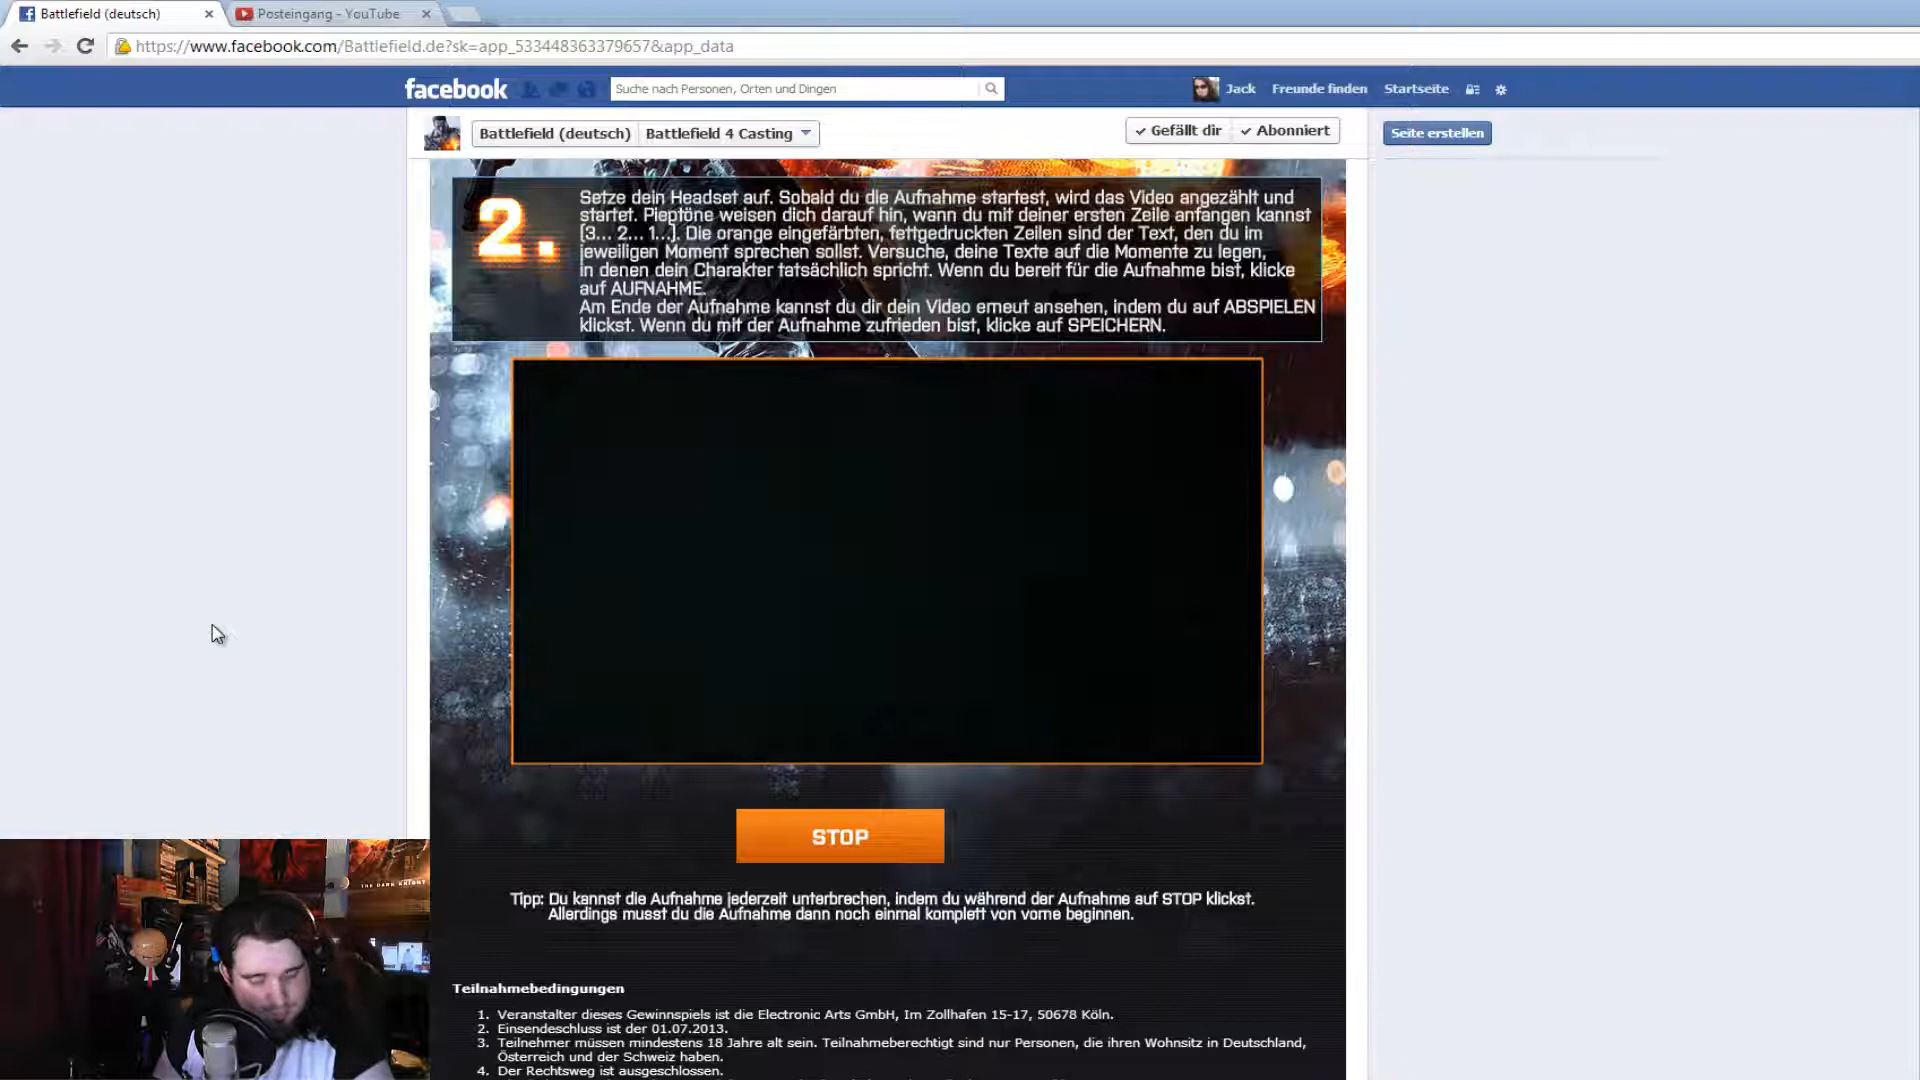 Battlefield (deutsch)
Posteingang - YouTube
https://www.facebook.com/Battlefield.de?sk=app_533448363379657&app_data
facebook
Suche nach Personen, Orten und Dingen
Jack
Freunde finden
Startseite
Battlefield (deutsch)
Battlefield 4 Casting
Gefällt dir
Abonniert
Seite erstellen
2.
Setze dein Headset auf. Sobald du die Aufnahme startest, wird das Video angezählt und
startet. Pieptöne weisen dich darauf hin, wann du mit deiner ersten Zeile anfangen kannst
(3... 2... 1...). Die orange eingefärbten, fettgedruckten Zeilen sind der Text, den du im
jeweiligen Moment sprechen sollst. Versuche, deine Texte auf die Momente zu legen,
in denen dein Charakter tatsächlich spricht. Wenn du bereit für die Aufnahme bist, klicke
auf AUFNAHME.
Am Ende der Aufnahme kannst du dir dein Video erneut ansehen, indem du auf ABSPIELEN
klickst. Wenn du mit der Aufnahme zufrieden bist, klicke auf SPEICHERN.
STOP
Tipp: Du kannst die Aufnahme jederzeit unterbrechen, indem du während der Aufnahme auf STOP klickst.
Allerdings musst du die Aufnahme dann noch einmal komplett von vorne beginnen.
Teilnahmebedingungen
1. Veranstalter dieses Gewinnspiels ist die Electronic Arts GmbH, Im Zollhafen 15-17, 50678 Köln.
2. Einsendeschluss ist der 01.07.2013.
3. Teilnehmer müssen mindestens 18 Jahre alt sein. Teilnahmeberechtigt sind nur Personen, die ihren Wohnsitz in Deutschland,
Österreich und der Schweiz haben.
4. Der Rechtsweg ist ausgeschlossen.
THE DARK KNIGHT